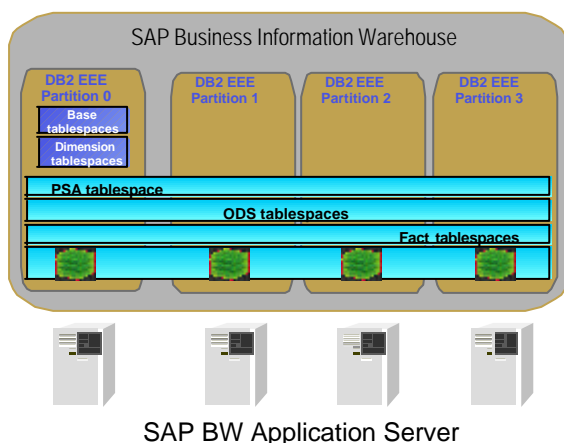 SAP Business Information Warehouse
DB2 EEE
Partition 0
DB2 EEE
Partition 1
DB2 EEE
Partition 2
DB2 EEE
Partition 3
Base
tablespaces
Dimension
tablespaces
PSA tablespace
ODS tablespaces
Fact tablespaces
SAP BW Application Server